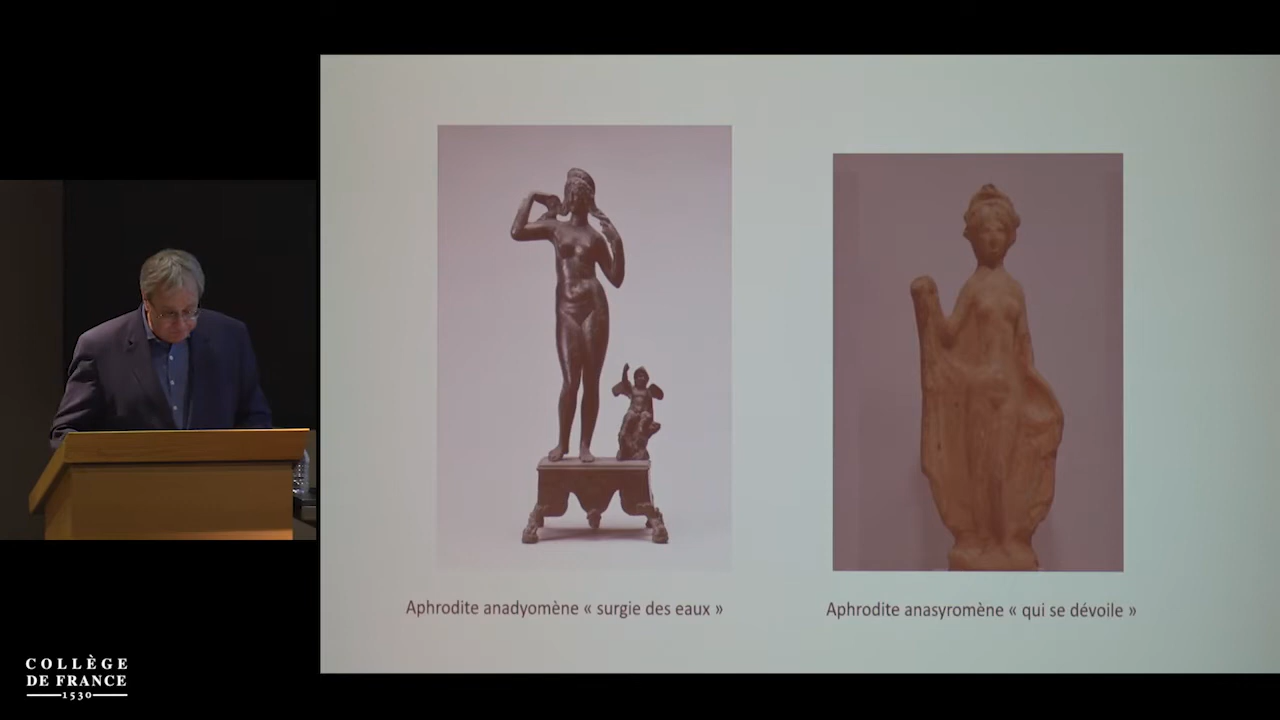 Aphrodite anadyomène « surgie des eaux »
Aphrodite anasyromène « qui se dévoile »
COLLÈGE
DE FRANCE
1530